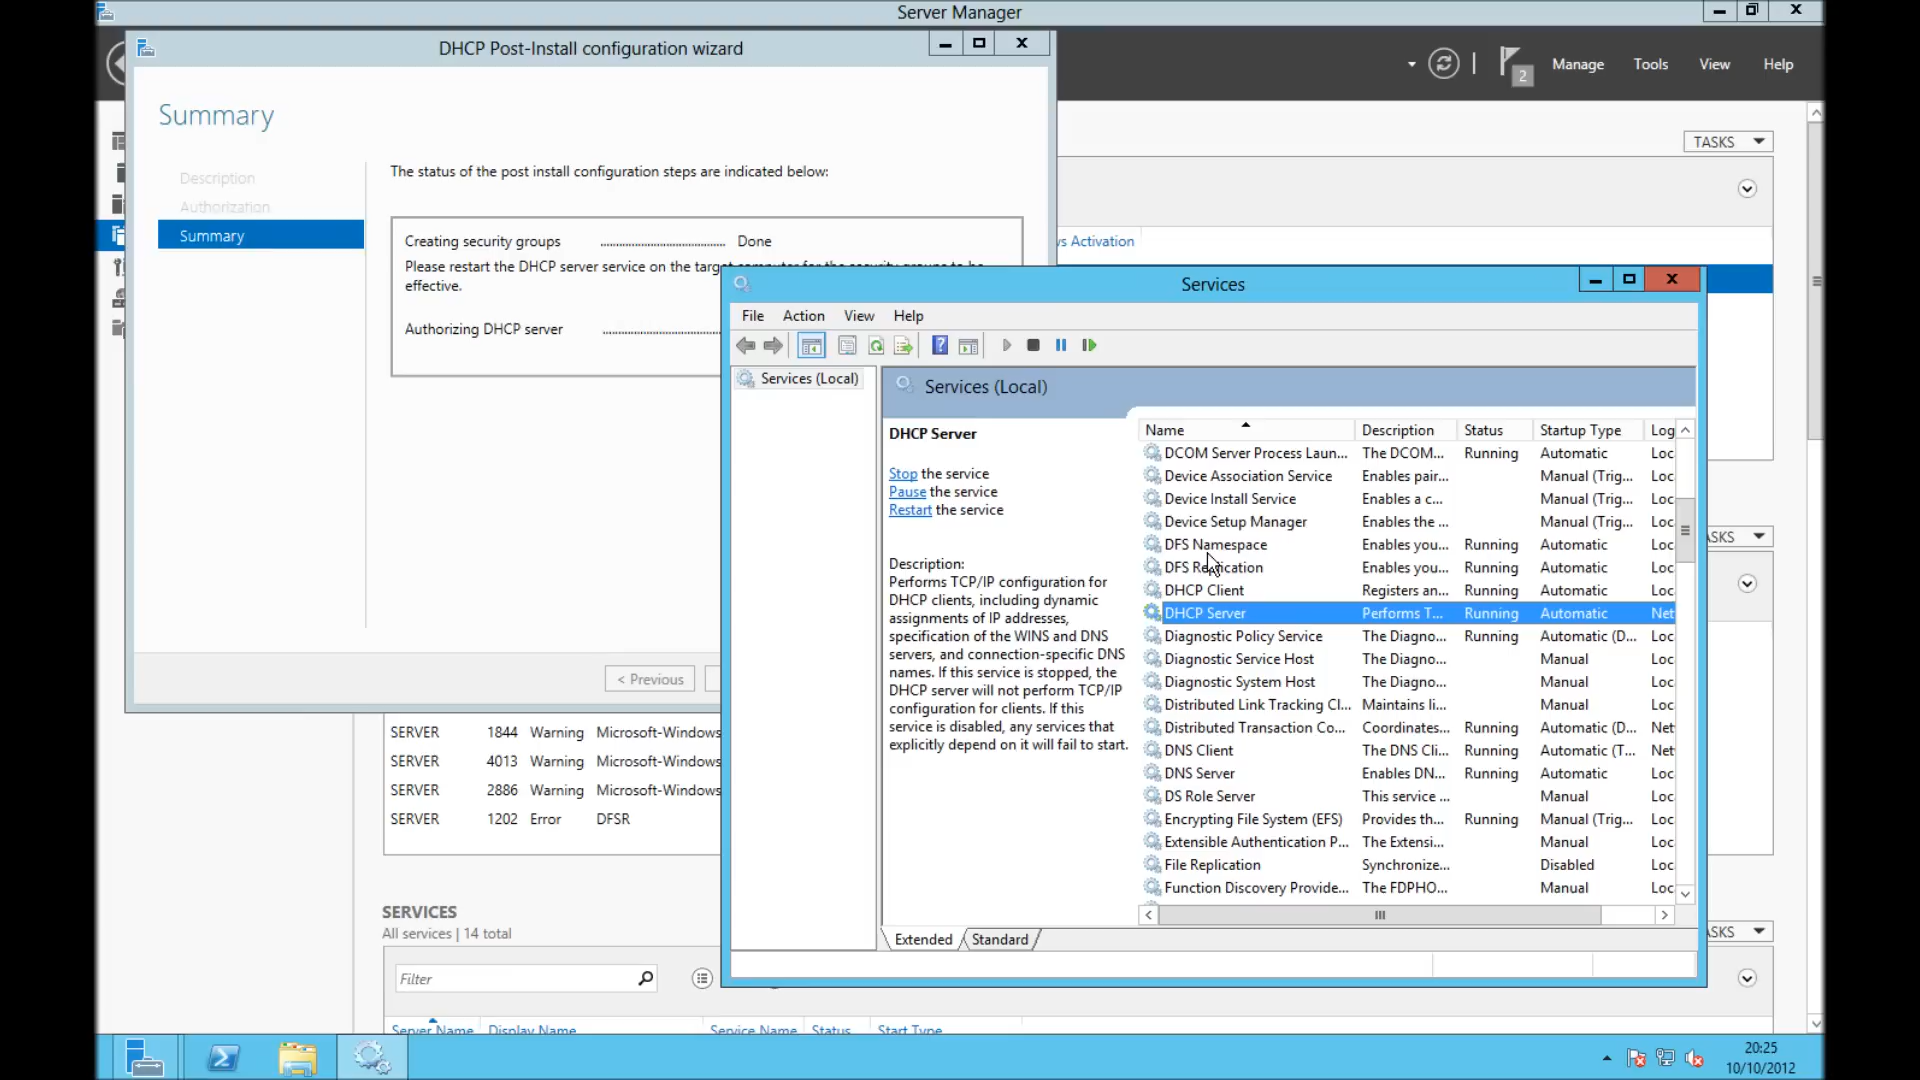 Server Manager
DHCP Post-Install configuration wizard
2
Manage
Tools
View
Help
Summary
TASKS
Description
Authorization
Summary
The status of the post install configuration steps are indicated below:
Creating security groups ............................... Done
Please restart the DHCP server service on the target computer for the security groups to be
effective.
Authorizing DHCP server ..............................
< Previous
Activation
Services
File Action View Help
Services (Local)
Services (Local)
DHCP Server
Stop the service
Pause the service
Restart the service
Description:
Performs TCP/IP configuration for
DHCP clients, including dynamic
assignments of IP addresses,
specification of the WINS and DNS
servers, and connection-specific DNS
names. If this service is stopped, the
DHCP server will not perform TCP/IP
configuration for clients. If this
service is disabled, any services that
explicitly depend on it will fail to start.
Name Description Status Startup Type Log
DCOM Server Process Laun... The DCOM... Running Automatic Loc
Device Association Service Enables pair... Manual (Trig... Loc
Device Install Service Enables a c... Manual (Trig... Loc
Device Setup Manager Enables the ... Manual (Trig... Loc
DFS Namespace Enables you... Running Automatic Loc
DFS Replication Enables you... Running Automatic Loc
DHCP Client Registers an... Running Automatic Loc
DHCP Server Performs T... Running Automatic Net
Diagnostic Policy Service The Diagno... Running Automatic (D... Loc
Diagnostic Service Host The Diagno... Manual Loc
Diagnostic System Host The Diagno... Manual Loc
Distributed Link Tracking Cl... Maintains li... Manual Loc
Distributed Transaction Co... Coordinates... Running Automatic (D... Net
DNS Client The DNS Cli... Running Automatic (T... Net
DNS Server Enables DN... Running Automatic Loc
DS Role Server This service ... Manual Loc
Encrypting File System (EFS) Provides th... Running Manual (Trig... Loc
Extensible Authentication P... The Extensi... Manual Loc
File Replication Synchronize... Disabled Loc
Function Discovery Provide... The FDPHO... Manual Loc
Extended Standard
SERVER 1844 Warning Microsoft-Windows
SERVER 4013 Warning Microsoft-Windows
SERVER 2886 Warning Microsoft-Windows
SERVER 1202 Error DFSR
SERVICES
All services | 14 total
Filter
Server Name Display Name Service Name Status Start Type
20:25
10/10/2012